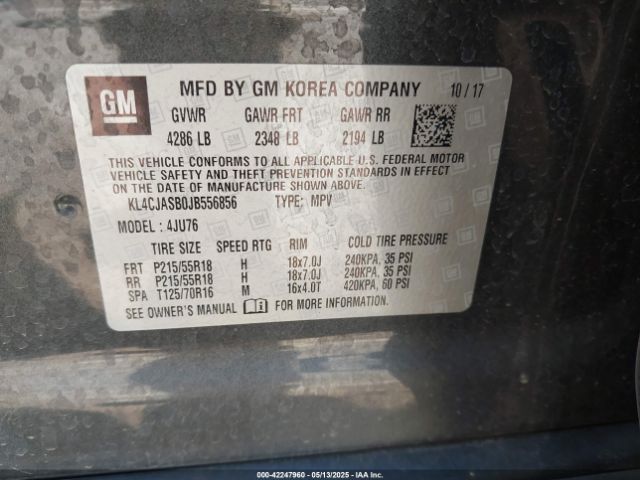 GM
MFD BY GM KOREA COMPANY 10 / 17
GVWR GAWR FRT GAWR RR
4286 LB 2348 LB 2194 LB
THIS VEHICLE CONFORMS TO ALL APPLICABLE U.S. FEDERAL MOTOR
VEHICLE SAFETY AND THEFT PREVENTION STANDARDS IN EFFECT
ON THE DATE OF MANUFACTURE SHOWN ABOVE.
KL4CJASB0JB556856 TYPE: MPV
MODEL : 4JU76
TIRE SIZE SPEED RTG RIM COLD TIRE PRESSURE
FRT P215/55R18 H 18x7.0J 240KPA, 35 PSI
RR P215/55R18 H 18x7.0J 240KPA, 35 PSI
SPA T125/70R16 M 16x4.0T 420KPA, 60 PSI
SEE OWNER'S MANUAL FOR MORE INFORMATION.
000-42247960 - 05/13/2025 - IAA, Inc.